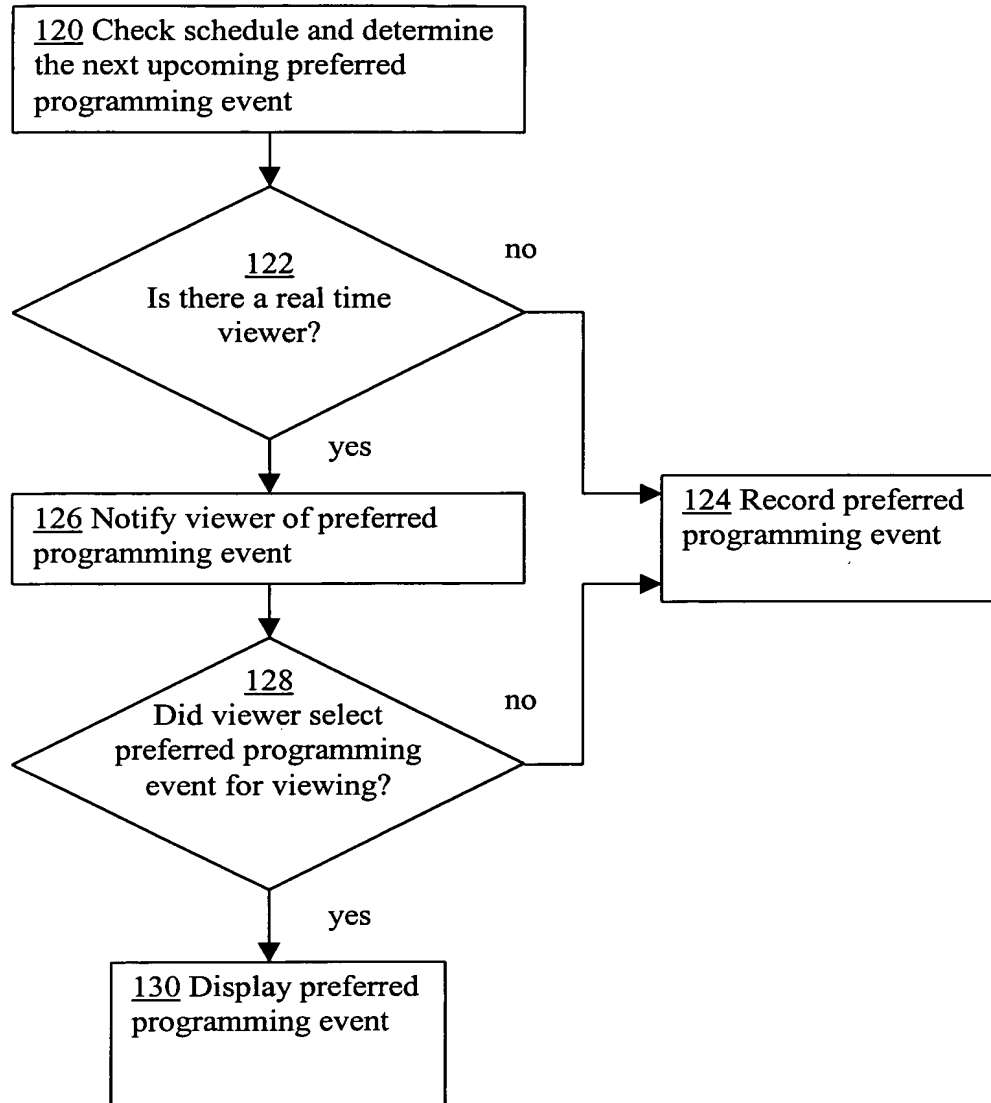 120 Check schedule and determine
the next upcoming preferred
programming event
no
122
Is there a real time
viewer?
yes
126 Notify viewer of preferred
programming event
124 Record preferred
programming event
128
Did viewer select
preferred programming
event for viewing?
no
yes
130 Display preferred
programming event